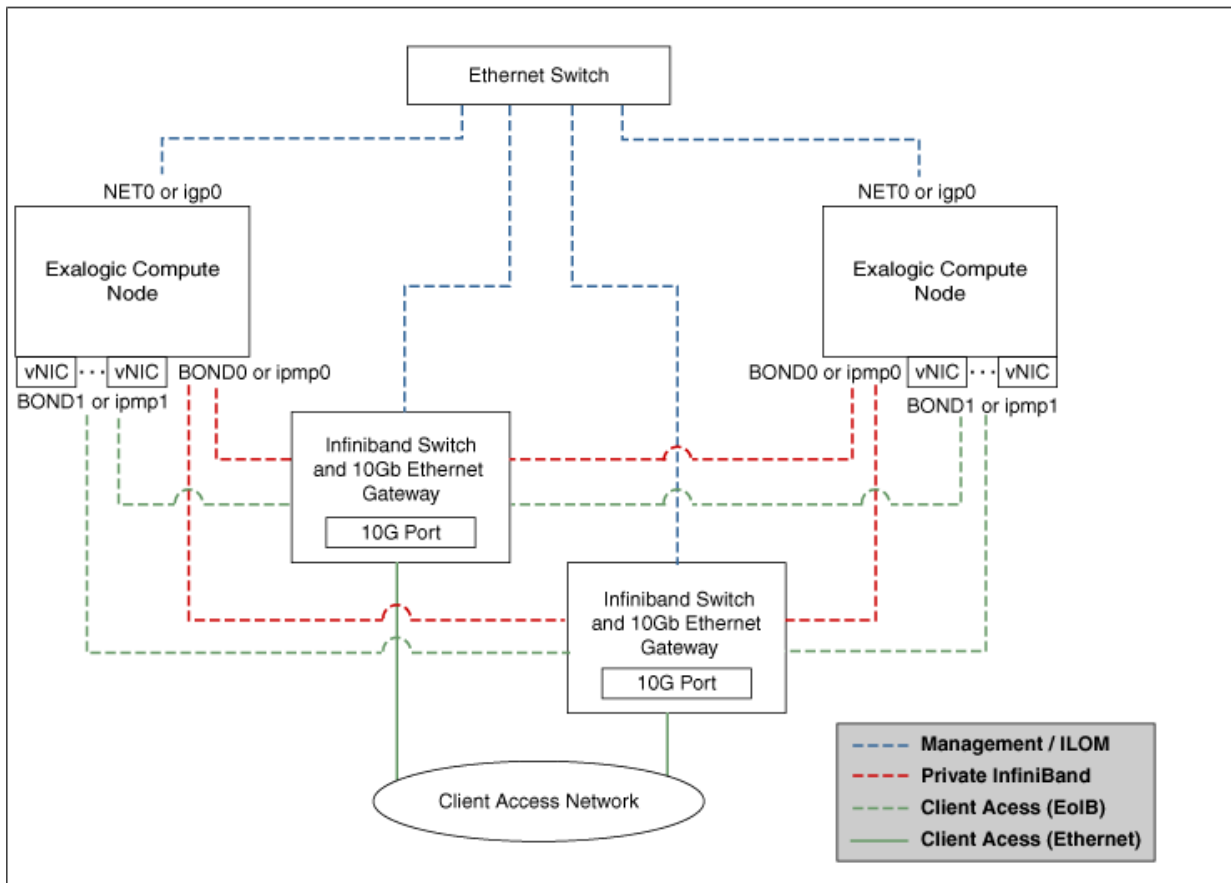 Ethernet Switch
NET0 or igp0
NET0 or igp0
Exalogic Compute
Node
Exalogic Compute
Node
vNIC
vNIC
BOND0 or ipmp0
BOND1 or ipmp1
BOND0 or ipmp0
vNIC
vNIC
BOND1 or ipmp1
Infiniband Switch
and 10Gb Ethernet
Gateway
10G Port
Infiniband Switch
and 10Gb Ethernet
Gateway
10G Port
Client Access Network
Management / ILOM
Private InfiniBand
Client Acess (EoIB)
Client Acess (Ethernet)